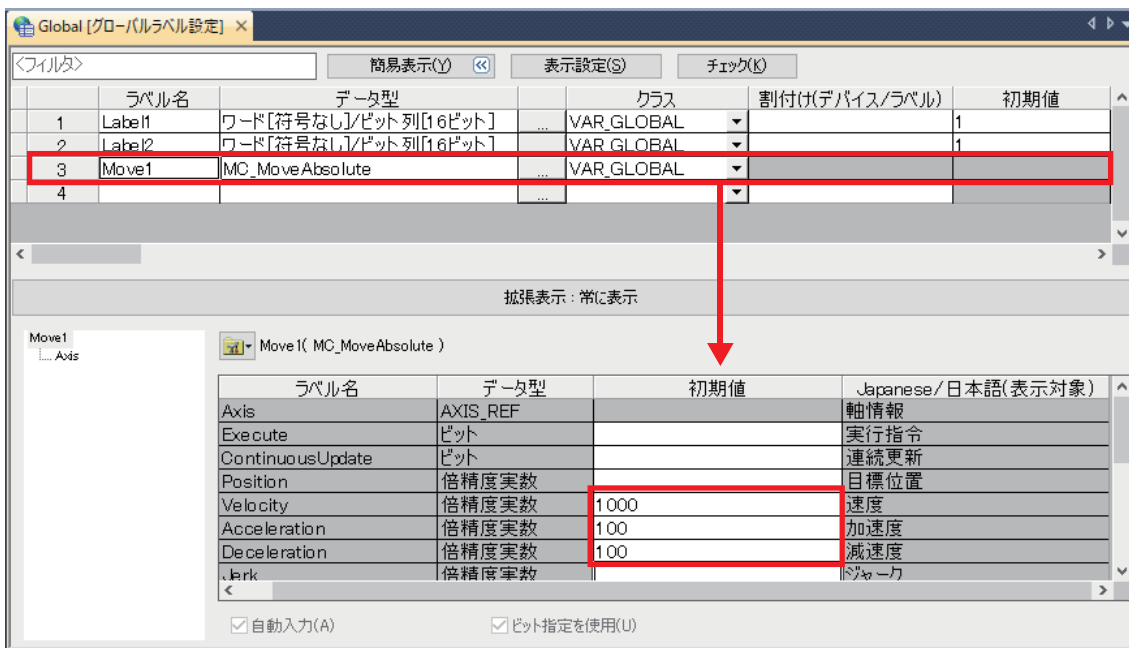 Global [グローバルラベル設定] ×
<フィルタ> 簡易表示(Y) 表示設定(S) チェック(K)
ラベル名 データ型 クラス 割付け(デバイス/ラベル) 初期値
1 Label1 ワード[符号なし]/ビット列[16ビット] ... VAR_GLOBAL 1
2 Label2 ワード[符号なし]/ビット列[16ビット] ... VAR_GLOBAL 1
3 Move1 MC_MoveAbsolute ... VAR_GLOBAL
4 ...
拡張表示：常に表示
Move1
Axis
Move1( MC_MoveAbsolute )
ラベル名 データ型 初期値 Japanese/日本語(表示対象)
Axis AXIS_REF 軸情報
Execute ビット 実行指令
ContinuousUpdate ビット 連続更新
Position 倍精度実数 目標位置
Velocity 倍精度実数 1000 速度
Acceleration 倍精度実数 100 加速度
Deceleration 倍精度実数 100 減速度
Jerk 倍精度実数 ジャーク
自動入力(A) ビット指定を使用(U)